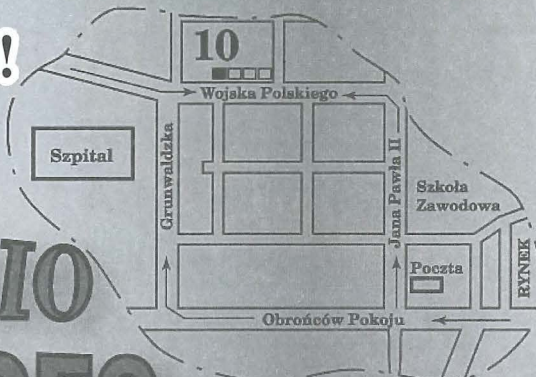 !
10
Wojska Polskiego
Szpital
Grunwaldzka
Jana Pawła II
Szkoła
Zawodowa
IO
Poczta
RYNEK
Obrońców Pokoju